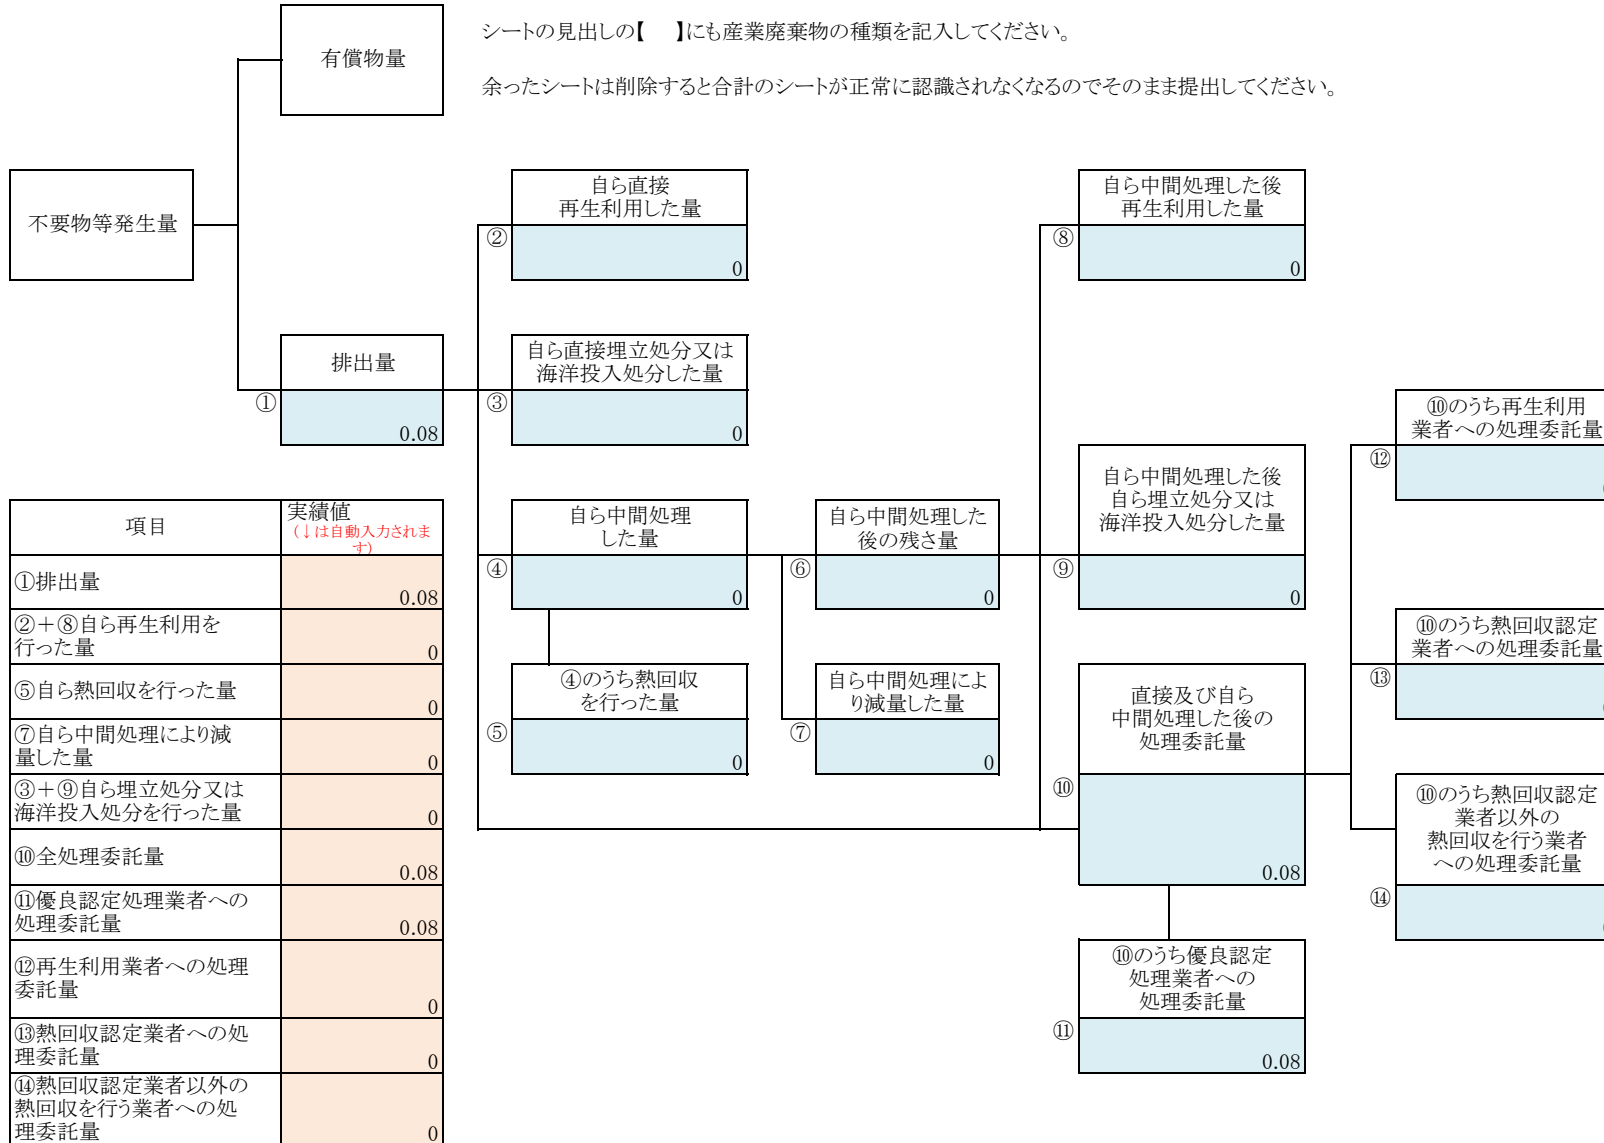 シートの見出しの【　】にも産業廃棄物の種類を記入してください。
余ったシートは削除すると合計のシートが正常に認識されなくなるのでそのまま提出してください。
有償物量
不要物等発生量
排出量
①
0.08
自ら直接
再生利用した量
②
0
自ら直接埋立処分又は
海洋投入処分した量
③
0
自ら中間処理
した量
④
0
④のうち熱回収
を行った量
⑤
0
自ら中間処理した
後の残さ量
⑥
0
自ら中間処理によ
り減量した量
⑦
0
自ら中間処理した後
再生利用した量
⑧
0
自ら中間処理した後
自ら埋立処分又は
海洋投入処分した量
⑨
0
直接及び自ら
中間処理した後の
処理委託量
⑩
0.08
⑩のうち優良認定
処理業者への
処理委託量
⑪
0.08
⑩のうち再生利用
業者への処理委託量
⑫
⑩のうち熱回収認定
業者への処理委託量
⑬
⑩のうち熱回収認定
業者以外の
熱回収を行う業者
への処理委託量
⑭
項目
実績値
(↓は自動入力されま
す)
①排出量
0.08
②＋⑧自ら再生利用を
行った量
0
⑤自ら熱回収を行った量
0
⑦自ら中間処理により減
量した量
0
③＋⑨自ら埋立処分又は
海洋投入処分を行った量
0
⑩全処理委託量
0.08
⑪優良認定処理業者への
処理委託量
0.08
⑫再生利用業者への処理
委託量
0
⑬熱回収認定業者への処
理委託量
0
⑭熱回収認定業者以外の
熱回収を行う業者への処
理委託量
0